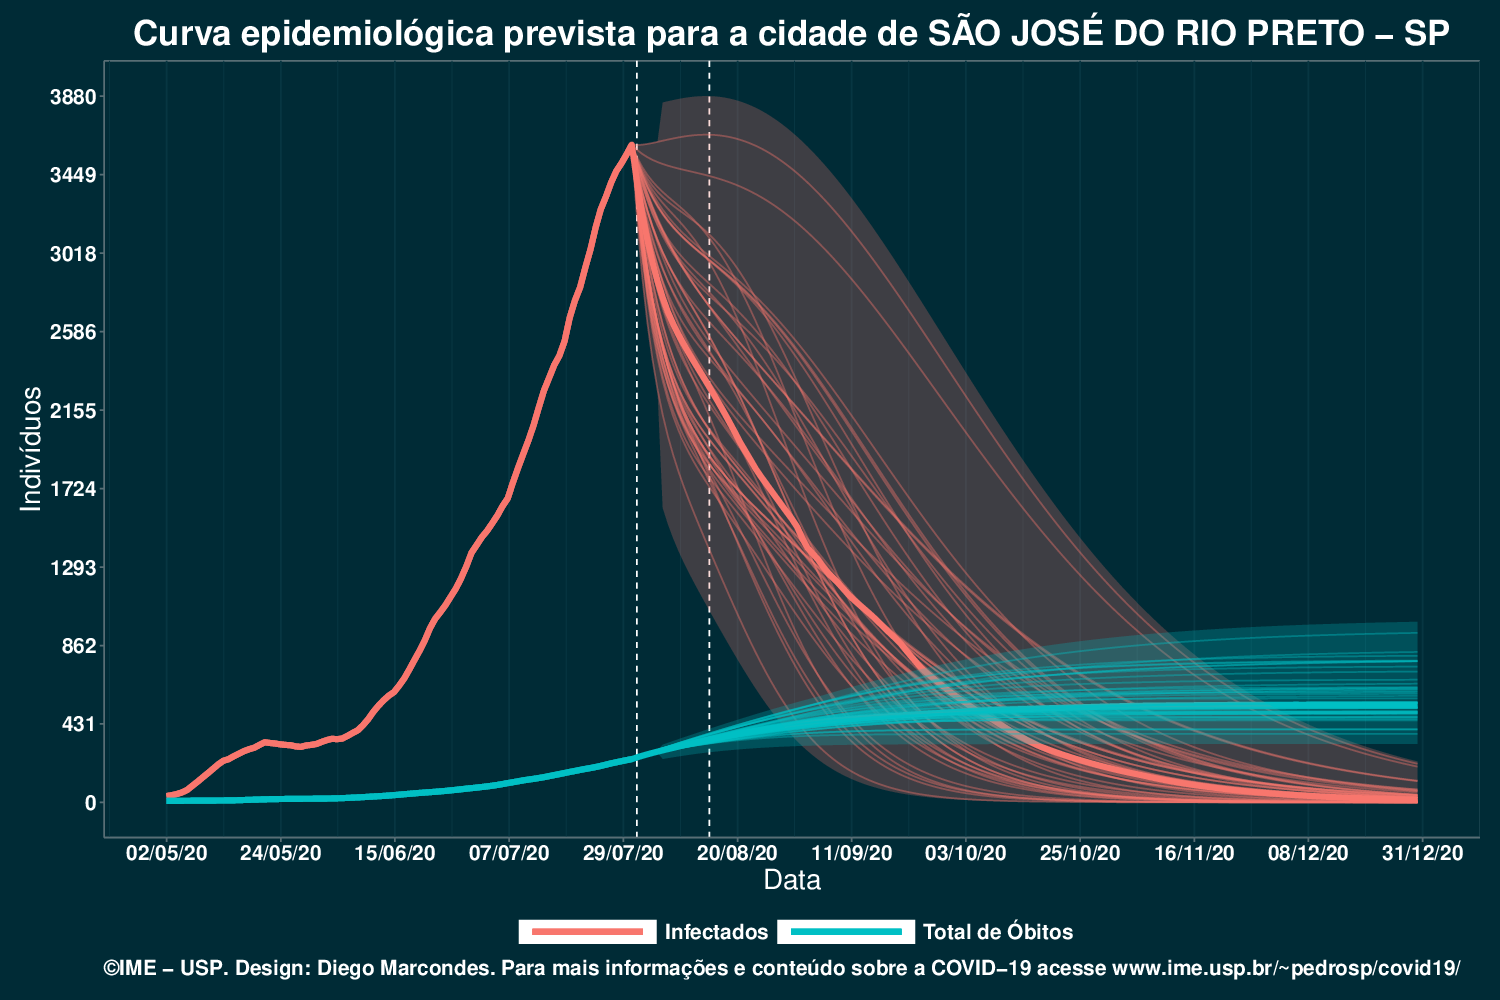 Curva epidemiológica prevista para a cidade de SÃO JOSÉ DO RIO PRETO − SP
3880
3449
3018
2586
2155
1724
1293
862
431
0
Indivíduos
02/05/20 24/05/20 15/06/20 07/07/20 29/07/20 20/08/20 11/09/20 03/10/20 25/10/20 16/11/20 08/12/20 31/12/20
Data
Infectados Total de Óbitos
©IME − USP. Design: Diego Marcondes. Para mais informações e conteúdo sobre a COVID−19 acesse www.ime.usp.br/~pedrosp/covid19/